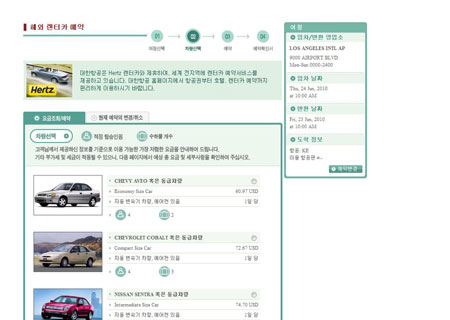 해외 렌터카 예약
01 02 03 04
여정선택 차량선택 예약 예약확인서
Hertz
대한항공은 Hertz 렌터카와 제휴하여, 세계 전지역에 렌터카 예약서비스를
제공하고 있습니다. 대한항공 홈페이지에서 항공권부터 호텔, 렌터카 예약까지
편리하게 이용하시기 바랍니다.
요금조회/예약 현재 예약의 변경/취소
차량선택 적정 탑승인원 수하물 개수
고객님께서 제공하신 정보를 기준으로 이용 가능한 가장 저렴한 요금을 안내하여 드립니다.
기타 부가세 및 세금이 적용될 수 있으니, 다음 페이지에서 예상 총 요금 및 세부사항을 확인하여 주십시오.
CHEVY AVEO 혹은 동급차량
Economy Size Car 60.97 USD
자동 변속기 차량, 에어컨 있음 1일 당
4 2
CHEVROLET COBALT 혹은 동급차량
Compact Size Car 72.67 USD
자동 변속기 차량, 에어컨 있음 1일 당
4 3
NISSAN SENTRA 혹은 동급차량
Intermediate Size Car 74.70 USD
자동 변속기 차량, 에어컨 있음 1일 당
여정
임차/반환 영업소
LOS ANGELES INTL AP
9000 AIRPORT BLVD
Mon-Sun 0000-2400
임차 날짜
Thu, 24 Jun, 2010
at 10:00 AM
반환 날짜
Fri, 25 Jun, 2010
at 10:00 AM
도착 정보
항공: KE
이용 항공편
예약변경